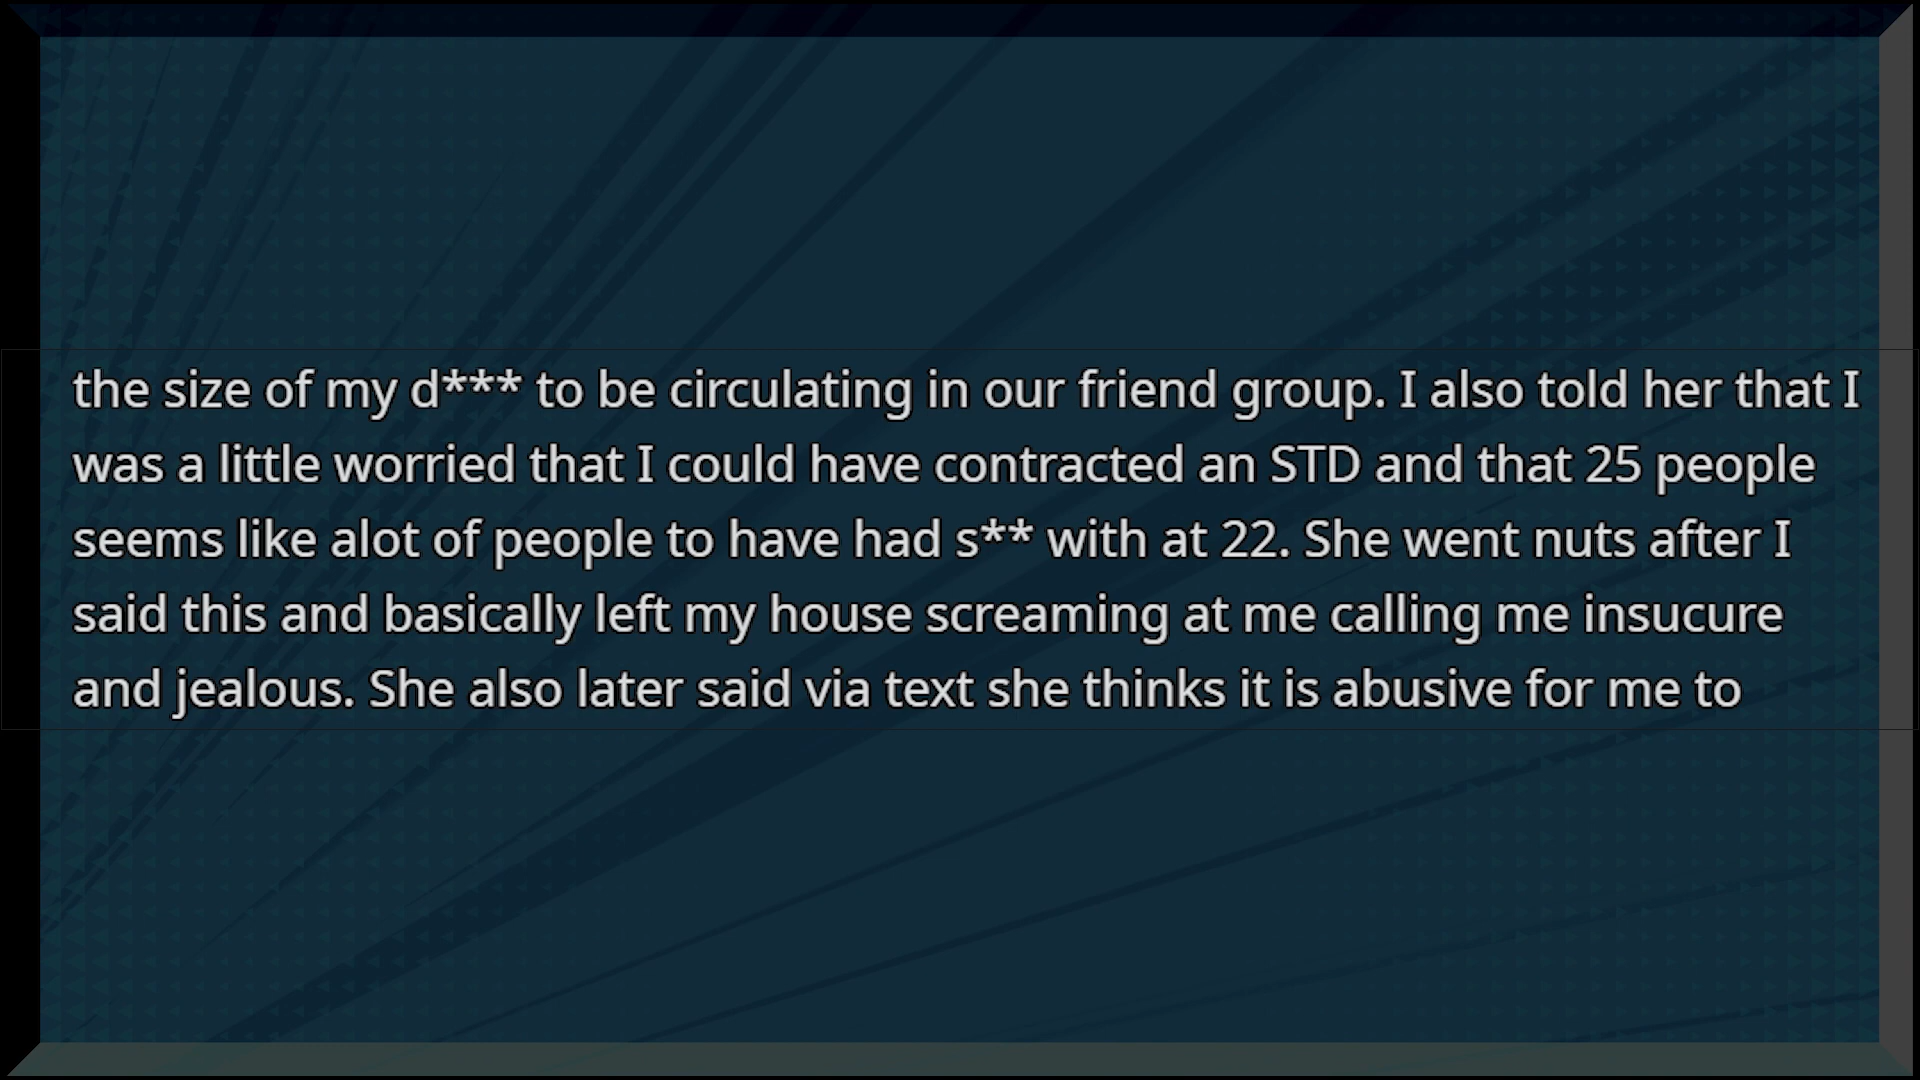 the size of my d*** to be circulating in our friend group. I also told her that I
was a little worried that I could have contracted an STD and that 25 people
seems like alot of people to have had s** with at 22. She went nuts after I
said this and basically left my house screaming at me calling me insucure
and jealous. She also later said via text she thinks it is abusive for me to